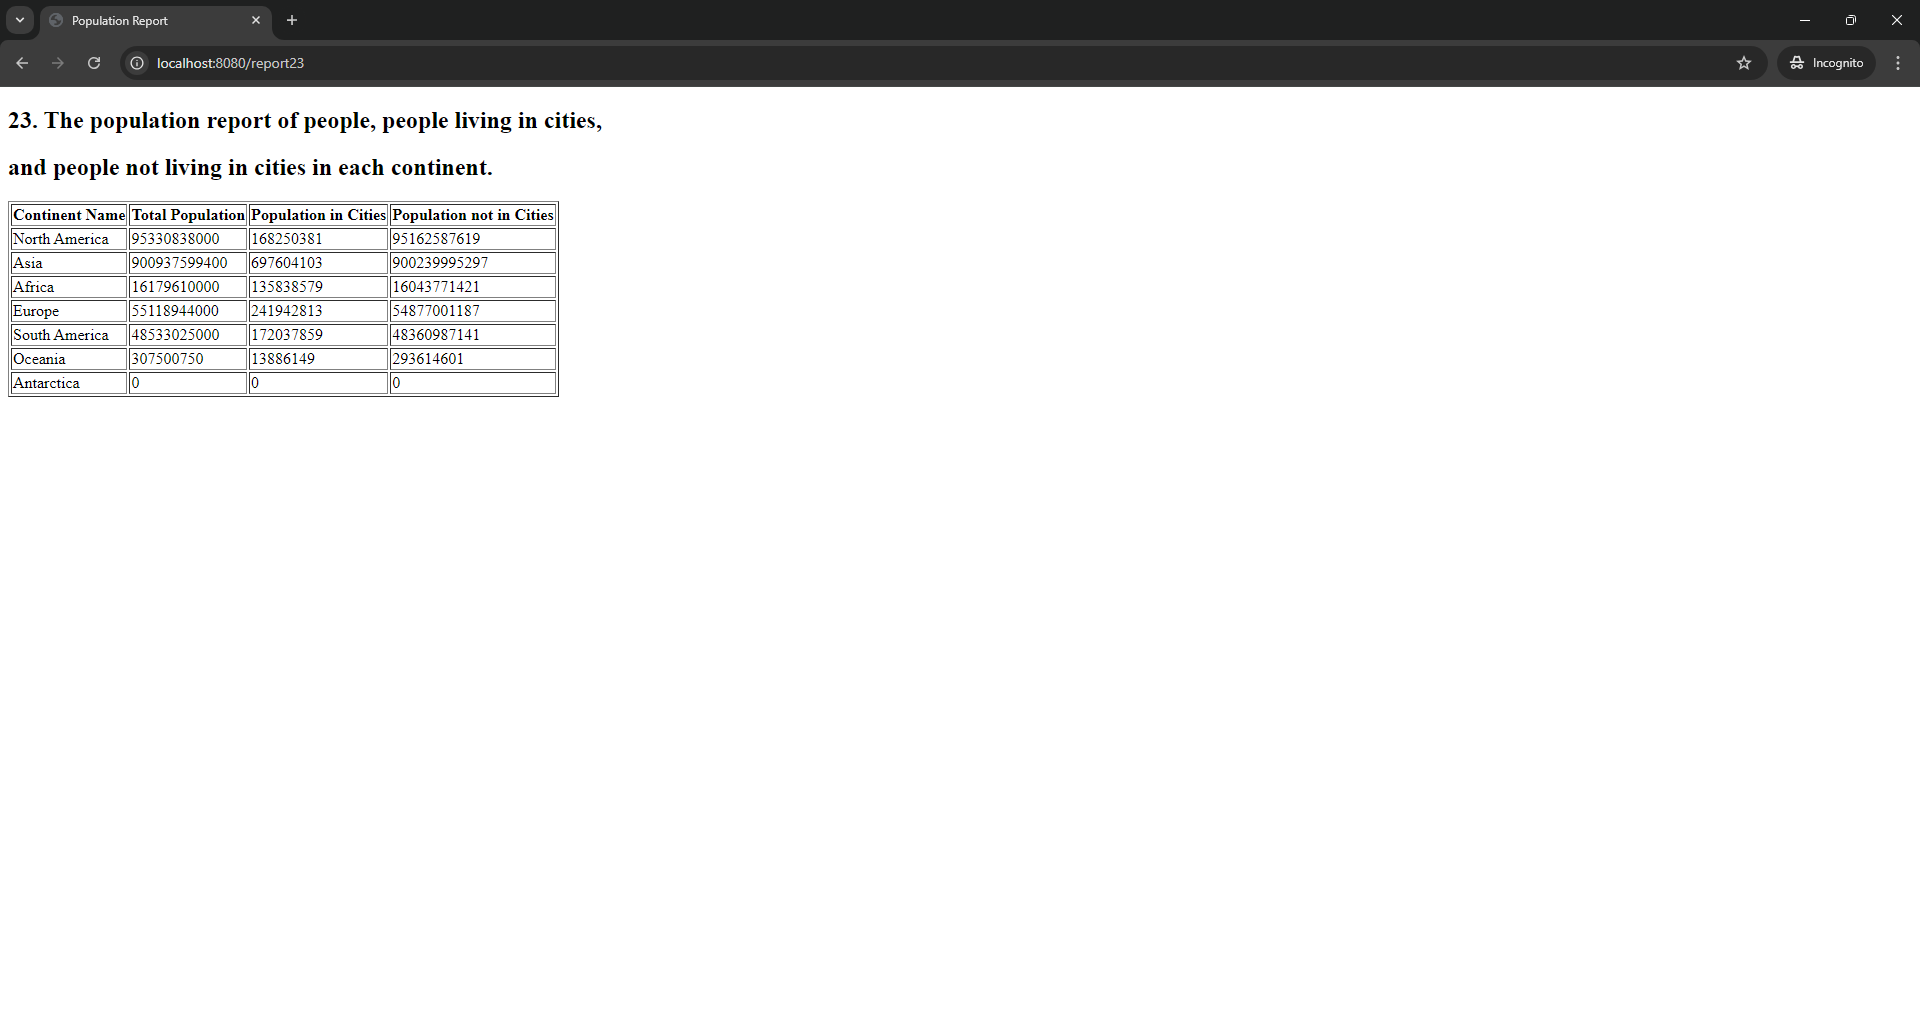 Population Report
localhost:8080/report23
Incognito
23. The population report of people, people living in cities,
and people not living in cities in each continent.
Continent Name Total Population Population in Cities Population not in Cities
North America 95330838000 168250381 95162587619
Asia 900937599400 697604103 900239995297
Africa 16179610000 135838579 16043771421
Europe 55118944000 241942813 54877001187
South America 48533025000 172037859 48360987141
Oceania 307500750 13886149 293614601
Antarctica 0 0 0